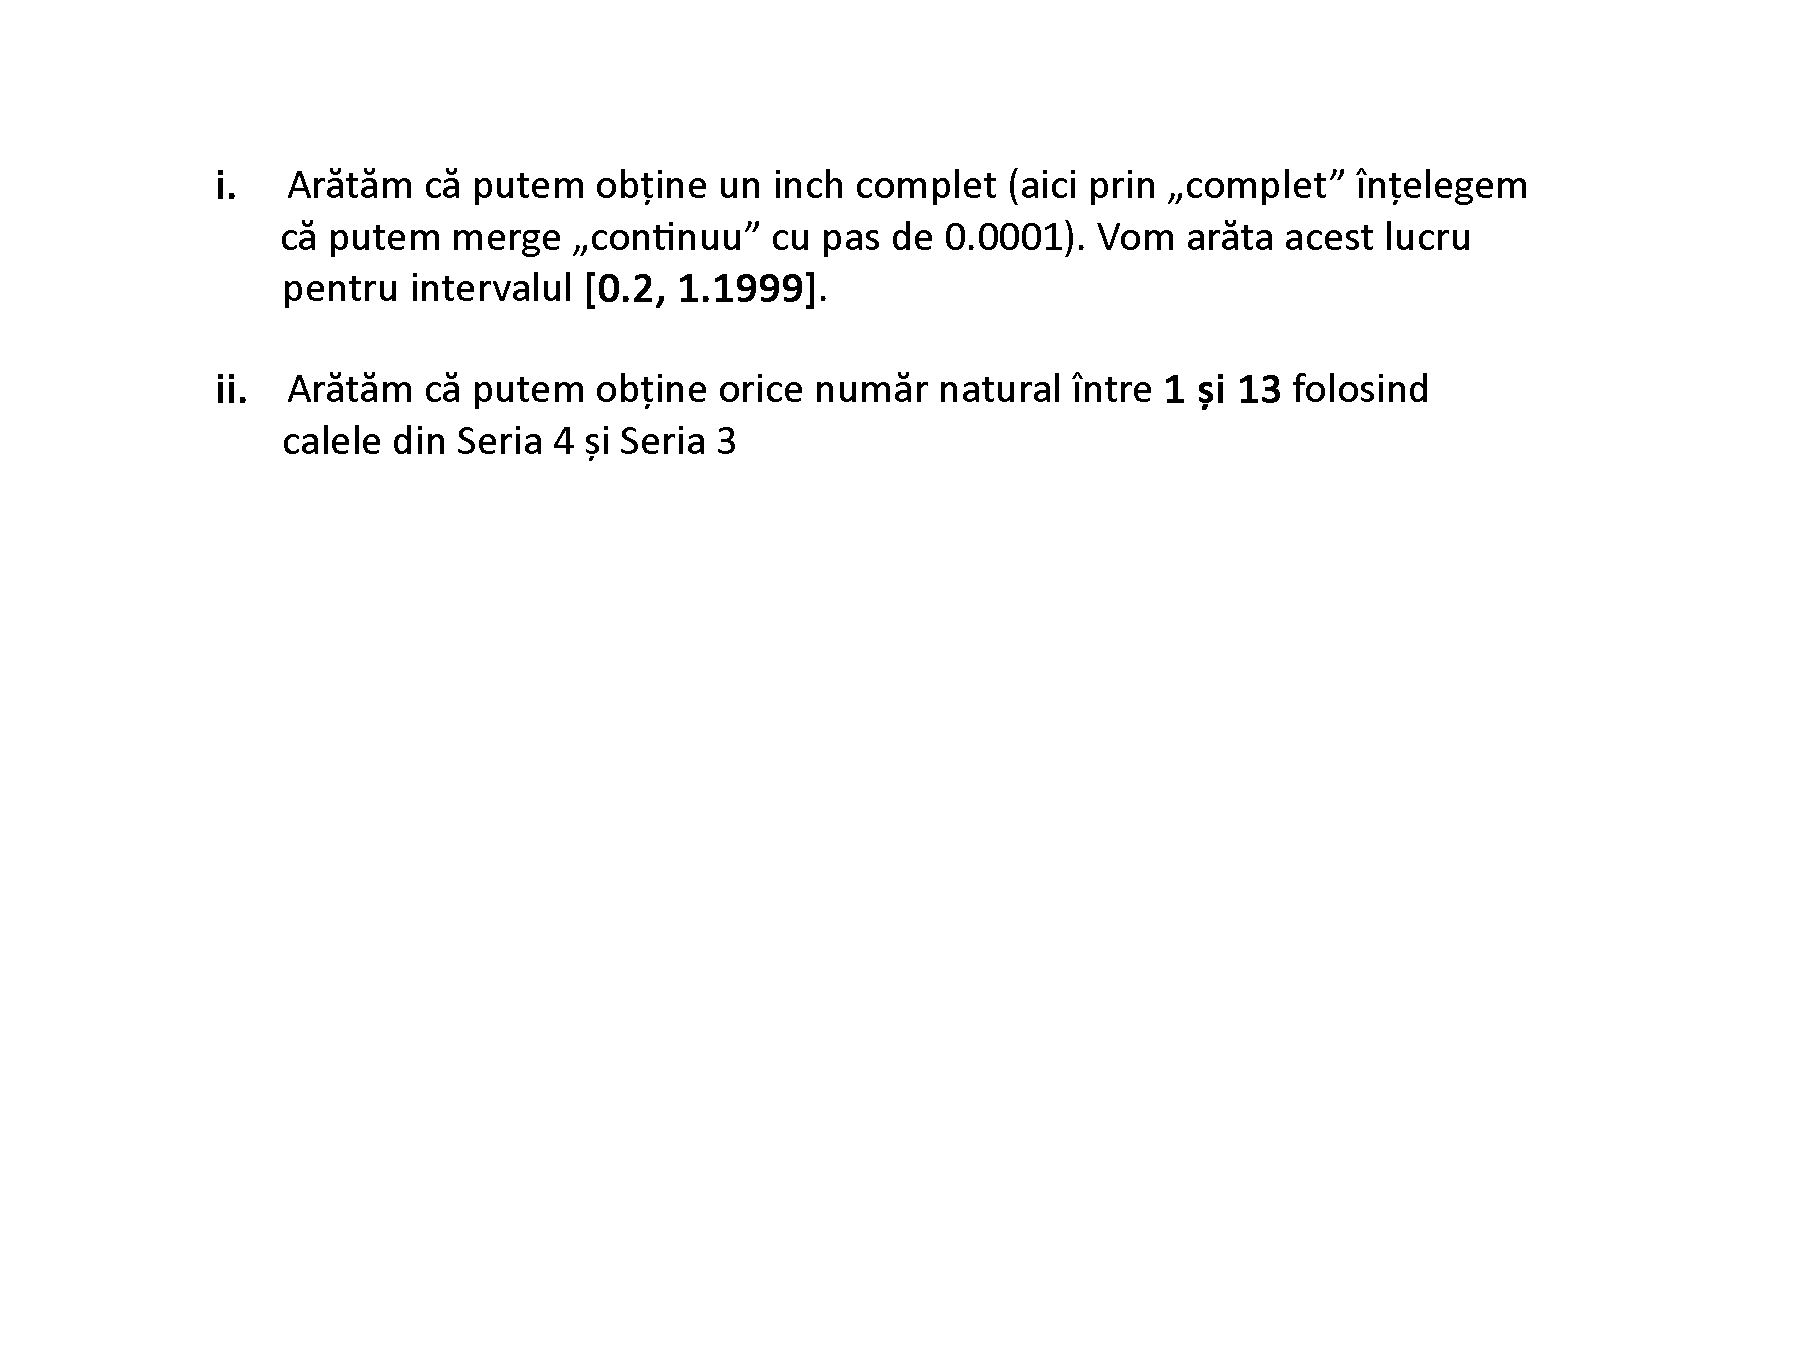 i. Arătăm că putem obține un inch complet (aici prin „complet” înțelegem
că putem merge „continuu” cu pas de 0.0001). Vom arăta acest lucru
pentru intervalul [0.2, 1.1999].
ii. Arătăm că putem obține orice număr natural între 1 și 13 folosind
calele din Seria 4 și Seria 3